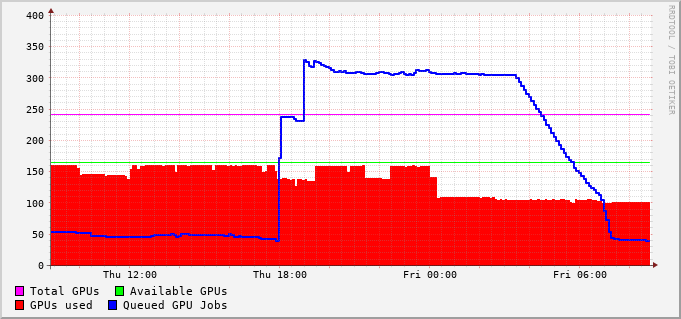 400
350
300
250
200
150
100
50
0
Thu 12:00 Thu 18:00 Fri 00:00 Fri 06:00
Total GPUs Available GPUs
GPUs used Queued GPU Jobs
RRDTOOL / TOBI OETIKER